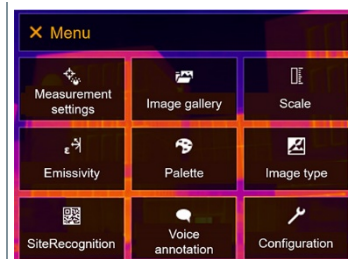 Menu
Measurement
settings
Image gallery
Scale
Emissivity
Palette
Image type
SiteRecognition
Voice
annotation
Configuration